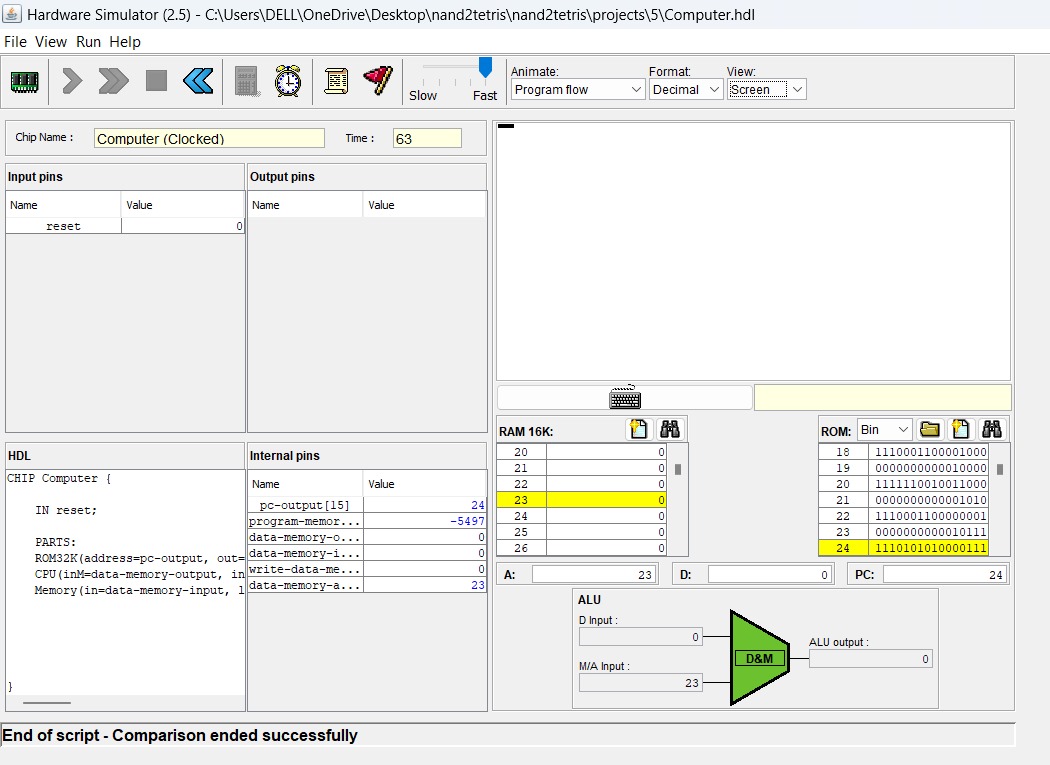 Hardware Simulator (2.5) - C:\Users\DELL\OneDrive\Desktop\nand2tetris\nand2tetris\projects\5\Computer.hdl
File View Run Help
Slow Fast
Animate: Format: View:
Program flow Decimal Screen
Chip Name : Computer (Clocked) Time : 63
Input pins
Name Value
reset 0
Output pins
Name Value
HDL
CHIP Computer {
IN reset;
PARTS:
ROM32K(address=pc-output, out=
CPU(inM=data-memory-output, in
Memory(in=data-memory-input, l
}
Internal pins
Name Value
pc-output[15] 24
program-memor... -5497
data-memory-o... 0
data-memory-i... 0
write-data-me... 0
data-memory-a... 23
RAM 16K:
20 0
21 0
22 0
23 0
24 0
25 0
26 0
ROM: Bin
18 1110001100001000
19 0000000000010000
20 1111110010011000
21 0000000000001010
22 1110001100000001
23 0000000000010111
24 1110101010000111
A: 23 D: 0 PC: 24
ALU
D Input :
0
M/A Input :
23
D&M
ALU output :
0
End of script - Comparison ended successfully